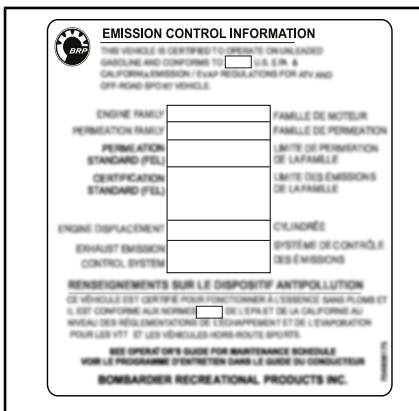 BRP
EMISSION CONTROL INFORMATION
THIS VEHICLE IS CERTIFIED TO OPERATE ON UNLEADED
GASOLINE AND CONFORMS TO U.S. EPA &
CALIFORNIA EMISSION / EVAP REGULATIONS FOR ATV AND
OFF-ROAD SPORT VEHICLE.
ENGINE FAMILY FAMILLE DE MOTEUR
PERMEATION FAMILY FAMILLE DE PERMEATION
PERMEATION LIMITE DE PERMEATION
STANDARD (FEL) DE LA FAMILLE
CERTIFICATION LIMITE DES ÉMISSIONS
STANDARD (FEL) DE LA FAMILLE
ENGINE DISPLACEMENT CYLINDRÉE
EXHAUST EMISSION SYSTÈME DE CONTRÔLE
CONTROL SYSTEM DES ÉMISSIONS
RENSEIGNEMENTS SUR LE DISPOSITIF ANTIPOLLUTION
CE VÉHICULE EST CERTIFIÉ POUR FONCTIONNER À L'ESSENCE SANS PLOMB ET
IL EST CONFORME AUX NORMES DE L'EPA ET DE LA CALIFORNIE AU
NIVEAU DES RÉGLEMENTATIONS DE L'ÉCHAPPEMENT ET DE L'ÉVAPORATION
POUR LES VTT ET LES VÉHICULES HORS-ROUTE SPORTS.
SEE OPERATOR'S GUIDE FOR MAINTENANCE SCHEDULE
VOIR LE PROGRAMME D'ENTRETIEN DANS LE GUIDE DU CONDUCTEUR
BOMBARDIER RECREATIONAL PRODUCTS INC.